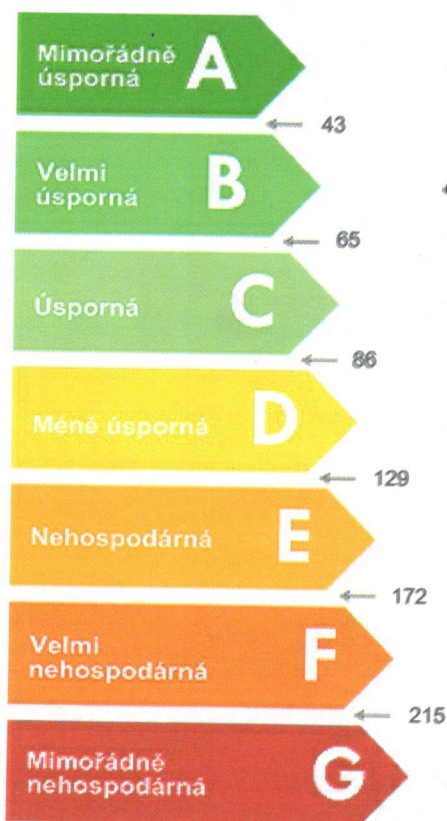 Mimořádně
úsporná
A
43
Velmi
úsporná
B
65
Úsporná
C
86
Méně úsporná
D
129
Nehospodárná
E
172
Velmi
nehospodárná
F
215
Mimořádně
nehospodárná
G